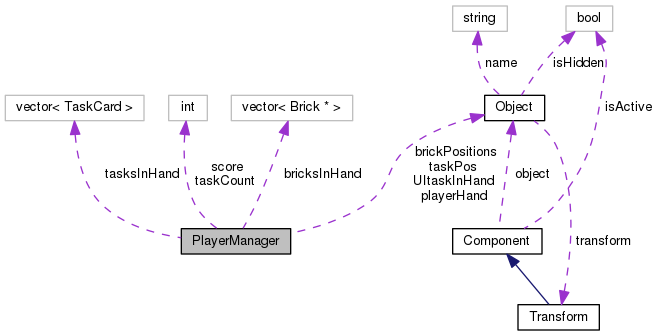 string
bool
name
isHidden
vector< TaskCard >
int
vector< Brick * >
Object
isActive
tasksInHand
score
taskCount
bricksInHand
brickPositions
taskPos
UItaskInHand
playerHand
object
PlayerManager
Component
transform
Transform